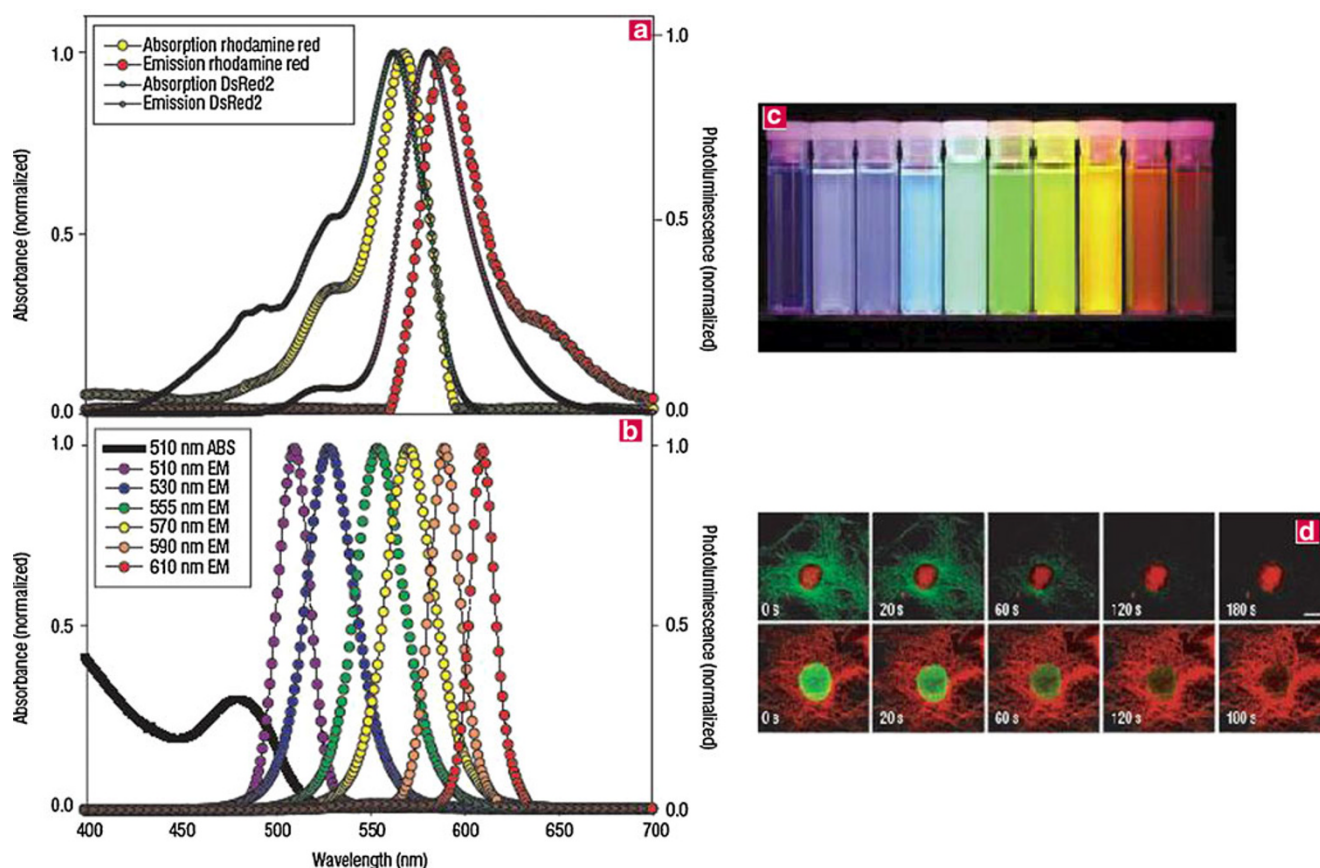 a
1.0
0.5
0.0
Absorption rhodamine red
Emission rhodamine red
Absorption DsRed2
Emission DsRed2
1.0
0.5
0.0
Absorbance (normalized)
Photoluminescence (normalized)
b
1.0
0.5
0.0
510 nm ABS
510 nm EM
530 nm EM
555 nm EM
570 nm EM
590 nm EM
610 nm EM
1.0
0.5
0.0
Absorbance (normalized)
Photoluminescence (normalized)
400 450 500 550 600 650 700
Wavelength (nm)
c
d
0 s 20 s 60 s 120 s 180 s
0 s 20 s 60 s 120 s 100 s